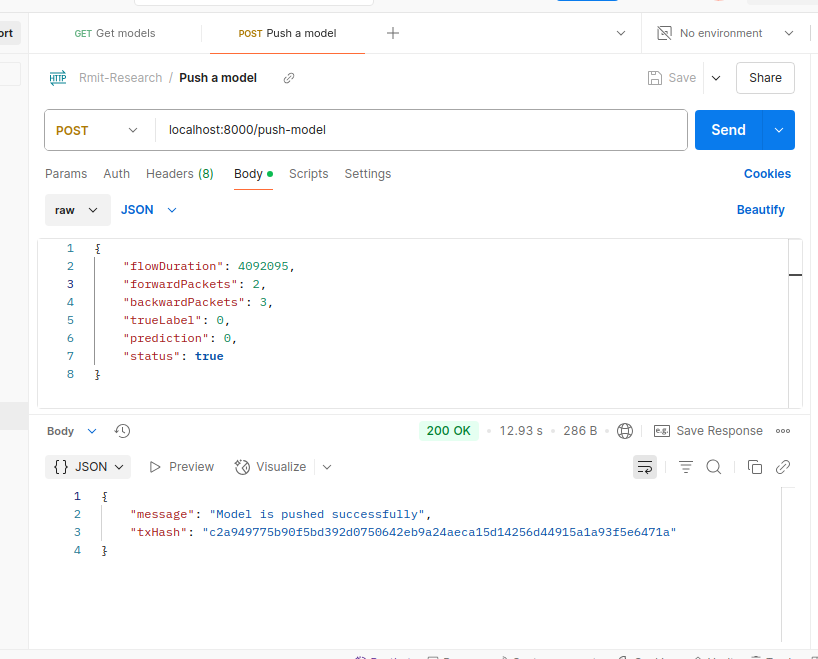 ort
GET Get models
POST Push a model
No environment
HTTP Rmit-Research / Push a model
Save
Share
POST
localhost:8000/push-model
Send
Params Auth Headers (8) Body Scripts Settings Cookies
raw JSON Beautify
1 {
2 "flowDuration": 4092095,
3 "forwardPackets": 2,
4 "backwardPackets": 3,
5 "trueLabel": 0,
6 "prediction": 0,
7 "status": true
8 }
Body 200 OK 12.93 s 286 B e.g. Save Response
{} JSON Preview Visualize
1 {
2 "message": "Model is pushed successfully",
3 "txHash": "c2a949775b90f5bd392d0750642eb9a24aeca15d14256d44915a1a93f5e6471a"
4 }